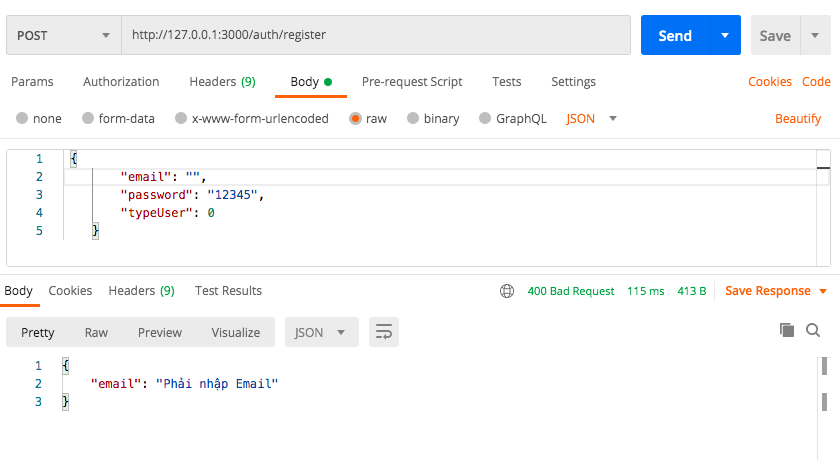 POST http://127.0.0.1:3000/auth/register Send Save
Params Authorization Headers (9) Body Pre-request Script Tests Settings Cookies Code
none form-data x-www-form-urlencoded raw binary GraphQL JSON Beautify
1 {
2 "email": "",
3 "password": "12345",
4 "typeUser": 0
5 }
Body Cookies Headers (9) Test Results 400 Bad Request 115 ms 413 B Save Response
Pretty Raw Preview Visualize JSON
1 {
2 "email": "Phải nhập Email"
3 }